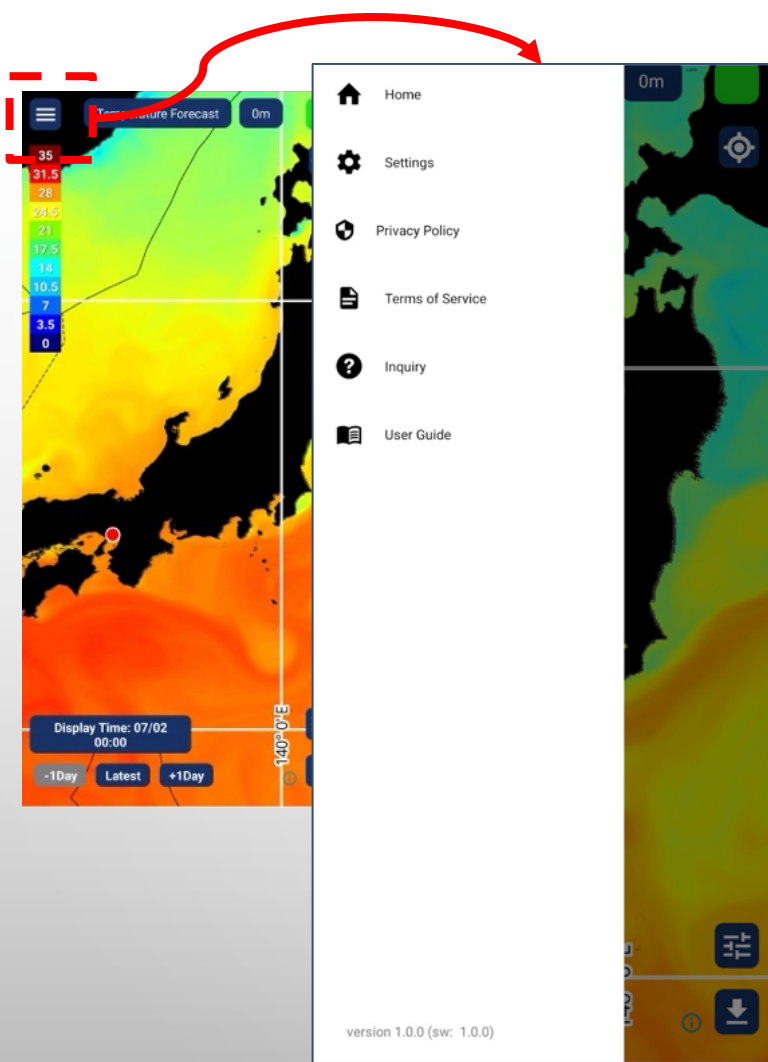 Temperature Forecast
0m
35
31.5
28
24.5
21
17.5
14
10.5
7
3.5
0
140° 0' E
Display Time: 07/02
00:00
-1Day
Latest
+1Day
Home
Settings
Privacy Policy
Terms of Service
Inquiry
User Guide
version 1.0.0 (sw: 1.0.0)
0m